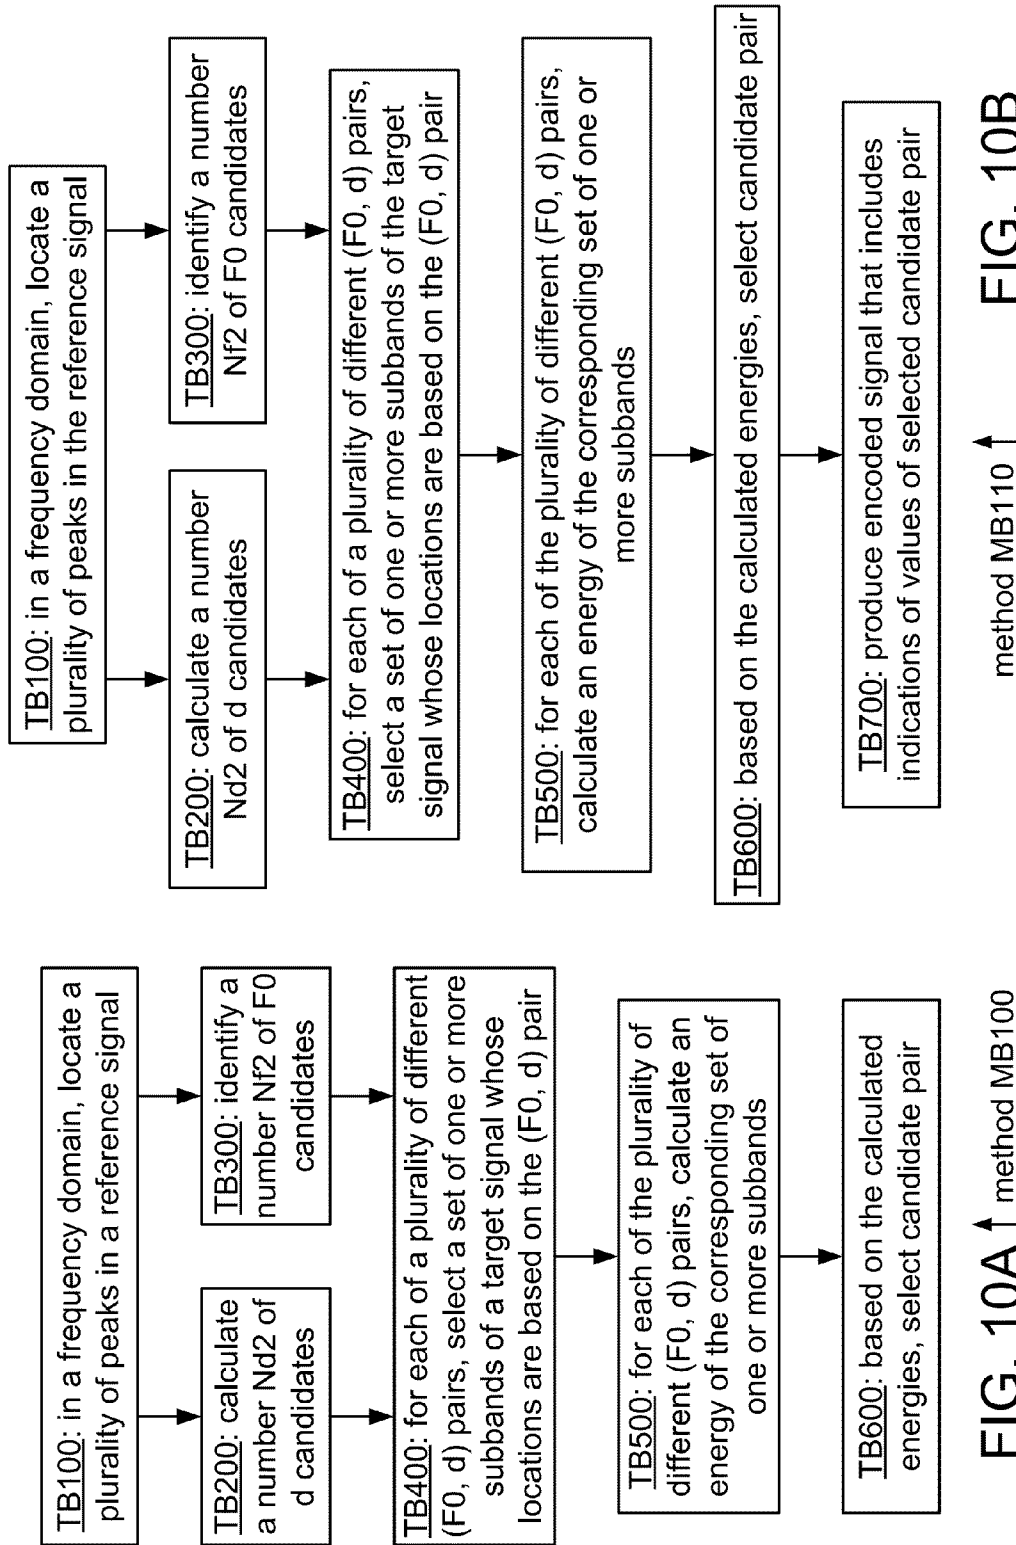 TB100: in a frequency domain, locate a
plurality of peaks in a reference signal
TB200: calculate
a number Nd2 of
d candidates
TB300: identify a
number Nf2 of F0
candidates
TB400: for each of a plurality of different
(F0, d) pairs, select a set of one or more
subbands of a target signal whose
locations are based on the (F0, d) pair
TB500: for each of the plurality of
different (F0, d) pairs, calculate an
energy of the corresponding set of
one or more subbands
TB600: based on the calculated
energies, select candidate pair
FIG. 10A
method MB100
TB100: in a frequency domain, locate a
plurality of peaks in the reference signal
TB200: calculate a number
Nd2 of d candidates
TB300: identify a number
Nf2 of F0 candidates
TB400: for each of a plurality of different (F0, d) pairs,
select a set of one or more subbands of the target
signal whose locations are based on the (F0, d) pair
TB500: for each of the plurality of different (F0, d) pairs,
calculate an energy of the corresponding set of one or
more subbands
TB600: based on the calculated energies, select candidate pair
TB700: produce encoded signal that includes
indications of values of selected candidate pair
method MB110
FIG. 10B